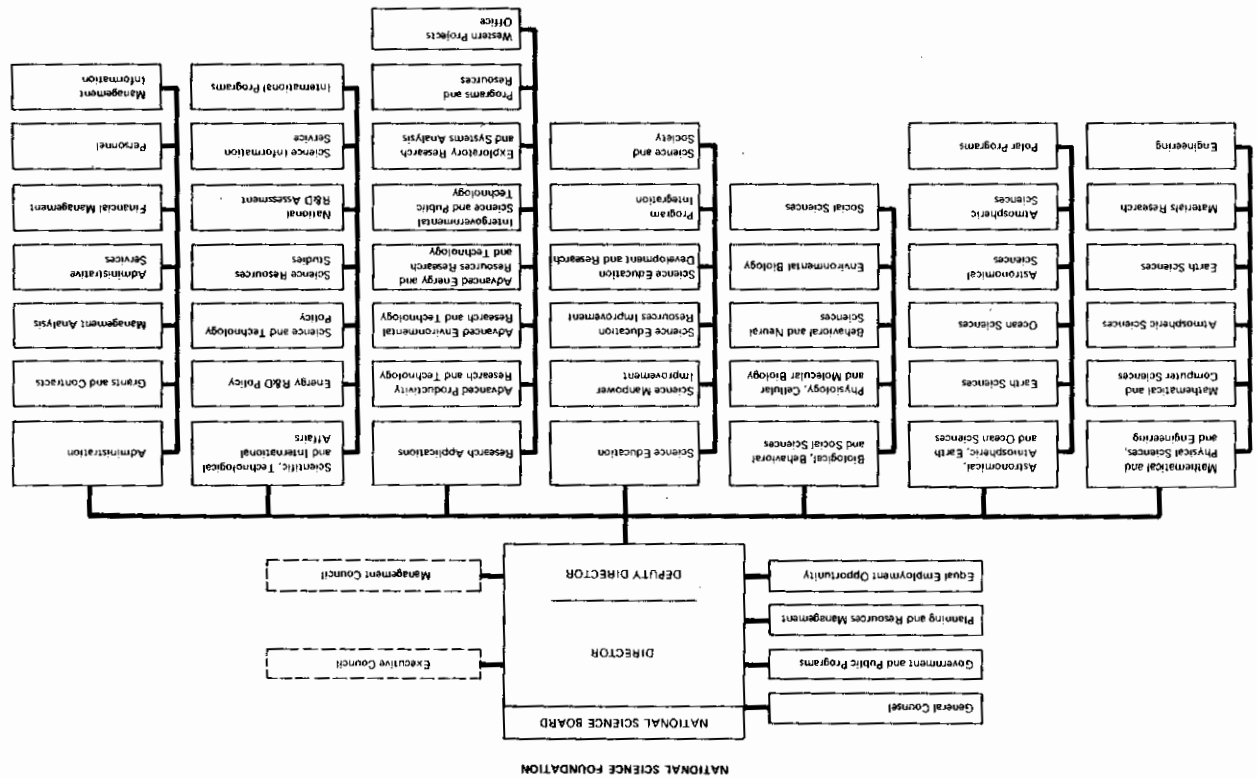 NATIONAL SCIENCE FOUNDATION
NATIONAL SCIENCE BOARD
DIRECTOR
DEPUTY DIRECTOR
General Counsel
Government and Public Programs
Planning and Resources Management
Equal Employment Opportunity
Executive Council
Management Council
Mathematical and
Physical Sciences,
and Engineering
Mathematical and
Computer Sciences
Atmospheric Sciences
Earth Sciences
Materials Research
Engineering
Astronomical,
Atmospheric, Earth
and Ocean Sciences
Earth Sciences
Ocean Sciences
Astronomical
Sciences
Atmospheric
Sciences
Polar Programs
Biological, Behavioral
and Social Sciences
Physiology, Cellular
and Molecular Biology
Behavioral and Neural
Sciences
Environmental Biology
Social Sciences
Science Education
Science Manpower
Improvement
Science Education
Resources Improvement
Science Education
Development and Research
Program
Integration
Science and
Society
Research Applications
Advanced Productivity
Research and Technology
Advanced Environmental
Research and Technology
Advanced Energy and
Resources Research
and Technology
Intergovernmental
Science and Public
Technology
Exploratory Research
and Systems Analysis
Programs and
Resources
Western Projects
Office
Scientific, Technological
and International
Affairs
Energy R&D Policy
Science and Technology
Policy
Science Resources
Studies
National
R&D Assessment
Science Information
Service
International Programs
Administration
Grants and Contracts
Management Analysis
Administrative
Services
Financial Management
Personnel
Management
Information